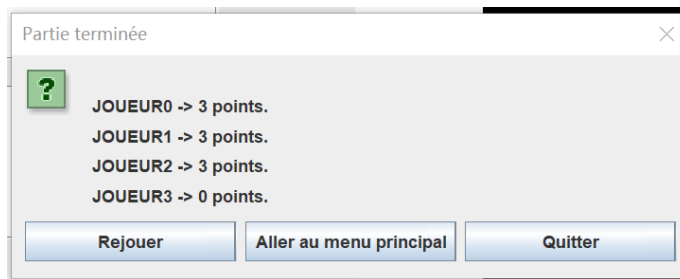 Partie terminée
?
JOUEUR0 -> 3 points.
JOUEUR1 -> 3 points.
JOUEUR2 -> 3 points.
JOUEUR3 -> 0 points.
Rejouer Aller au menu principal Quitter